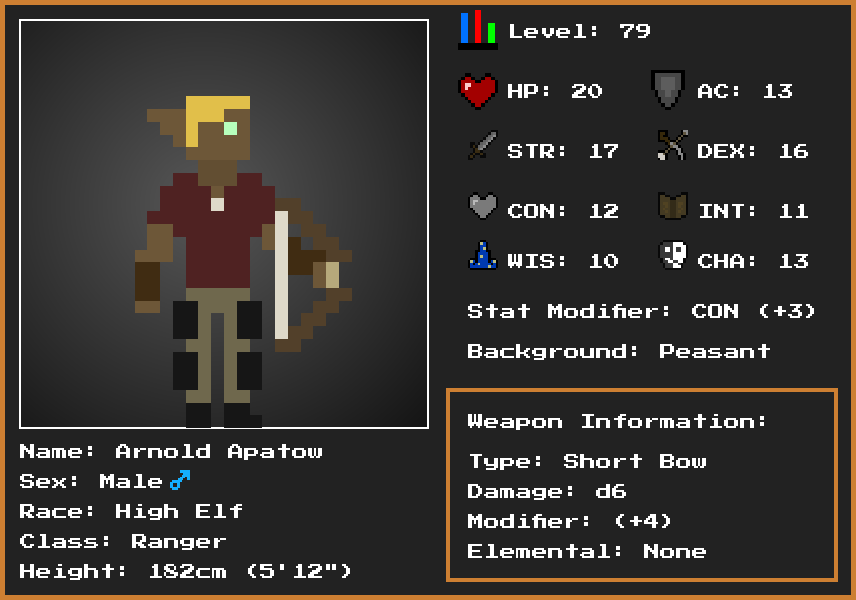 Level: 79
HP: 20 AC: 13
STR: 17 DEX: 16
CON: 12 INT: 11
WIS: 10 CHA: 13
Stat Modifier: CON (+3)
Background: Peasant
Weapon Information:
Type: Short Bow
Damage: d6
Modifier: (+4)
Elemental: None
Name: Arnold Apatow
Sex: Male ♂
Race: High Elf
Class: Ranger
Height: 182cm (5'12")